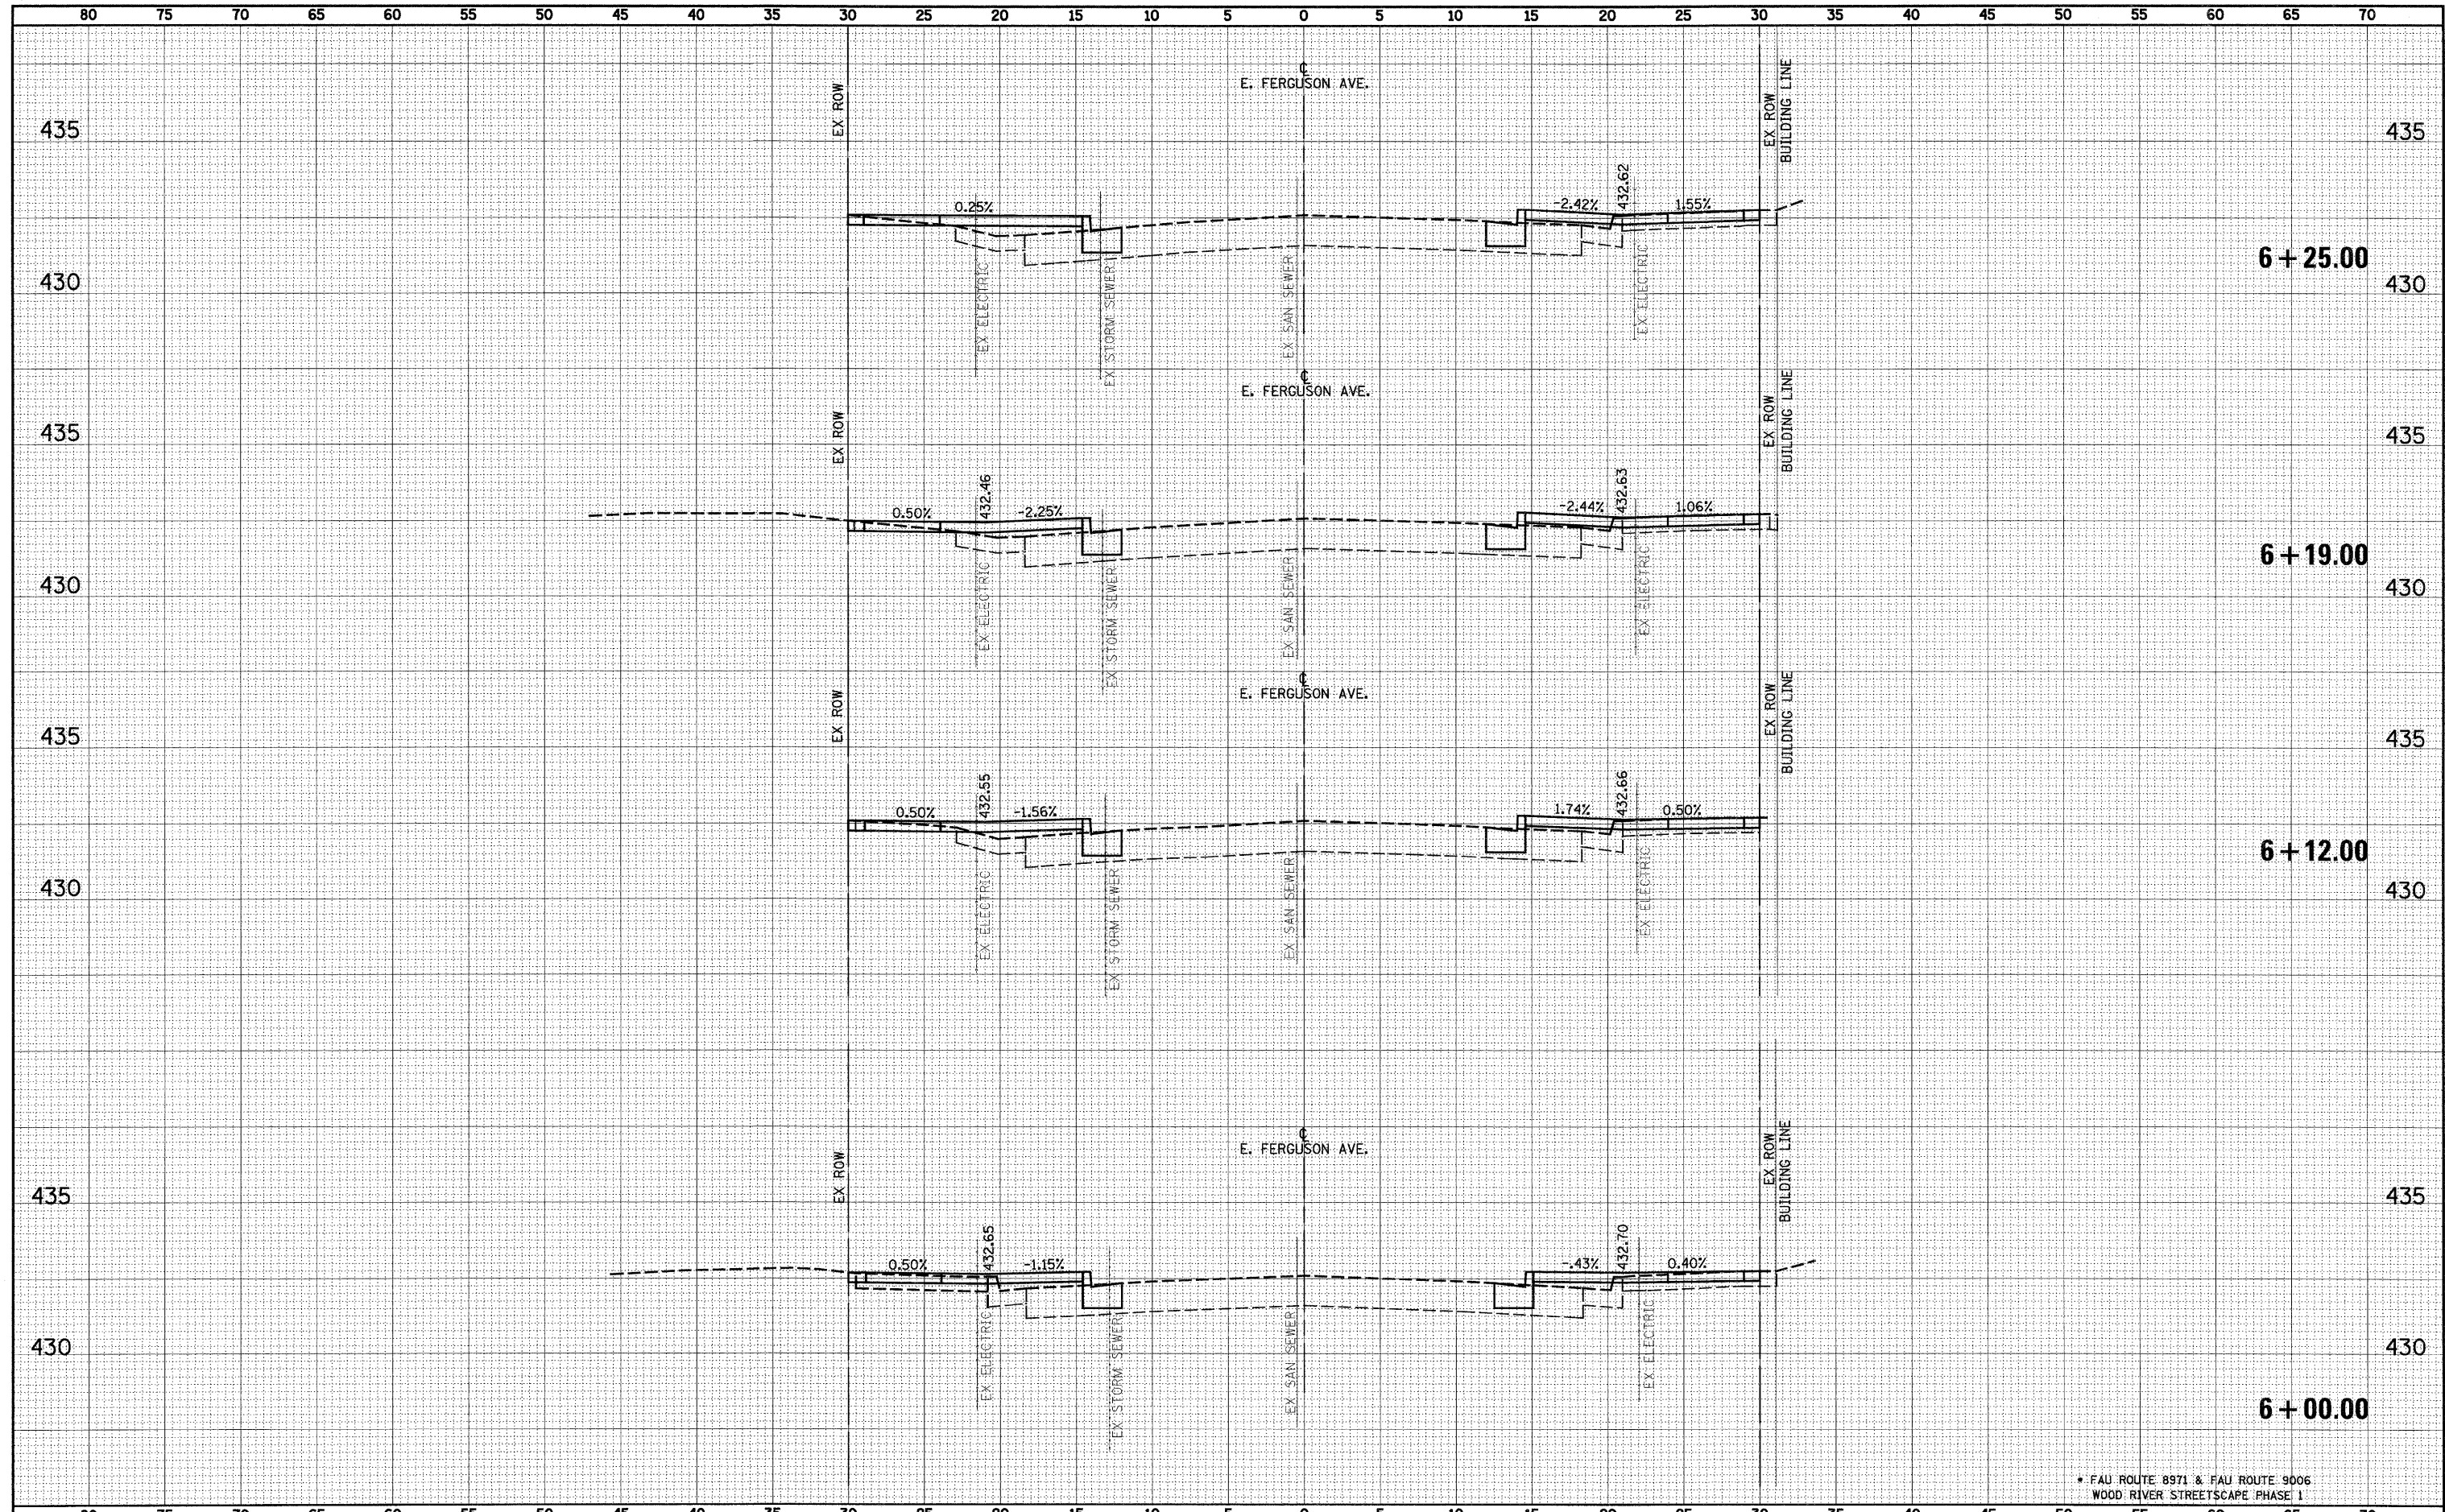 80 75 70 65 60 55 50 45 40 35 30 25 20 15 10 5 0 5 10 15 20 25 30 35 40 45 50 55 60 65 70
℄
E. FERGUSON AVE.
EX ROW
EX ROW
BUILDING LINE
435
435
0.25%
-2.42%
432.62
1.55%
EX ELECTRIC
EX STORM SEWER
EX SAN SEWER
EX ELECTRIC
6+25.00
430
430
℄
E. FERGUSON AVE.
EX ROW
EX ROW
BUILDING LINE
435
435
0.50%
432.46
-2.25%
-2.44%
432.63
1.06%
EX ELECTRIC
EX STORM SEWER
EX SAN SEWER
EX ELECTRIC
6+19.00
430
430
℄
E. FERGUSON AVE.
EX ROW
EX ROW
BUILDING LINE
435
435
0.50%
432.55
-1.56%
1.74%
432.66
0.50%
EX ELECTRIC
EX STORM SEWER
EX SAN SEWER
EX ELECTRIC
6+12.00
430
430
℄
E. FERGUSON AVE.
EX ROW
EX ROW
BUILDING LINE
435
435
0.50%
432.65
-1.15%
-.43%
432.70
0.40%
EX ELECTRIC
EX STORM SEWER
EX SAN SEWER
EX ELECTRIC
430
430
6+00.00
* FAU ROUTE 8971 & FAU ROUTE 9006
WOOD RIVER STREETSCAPE PHASE 1